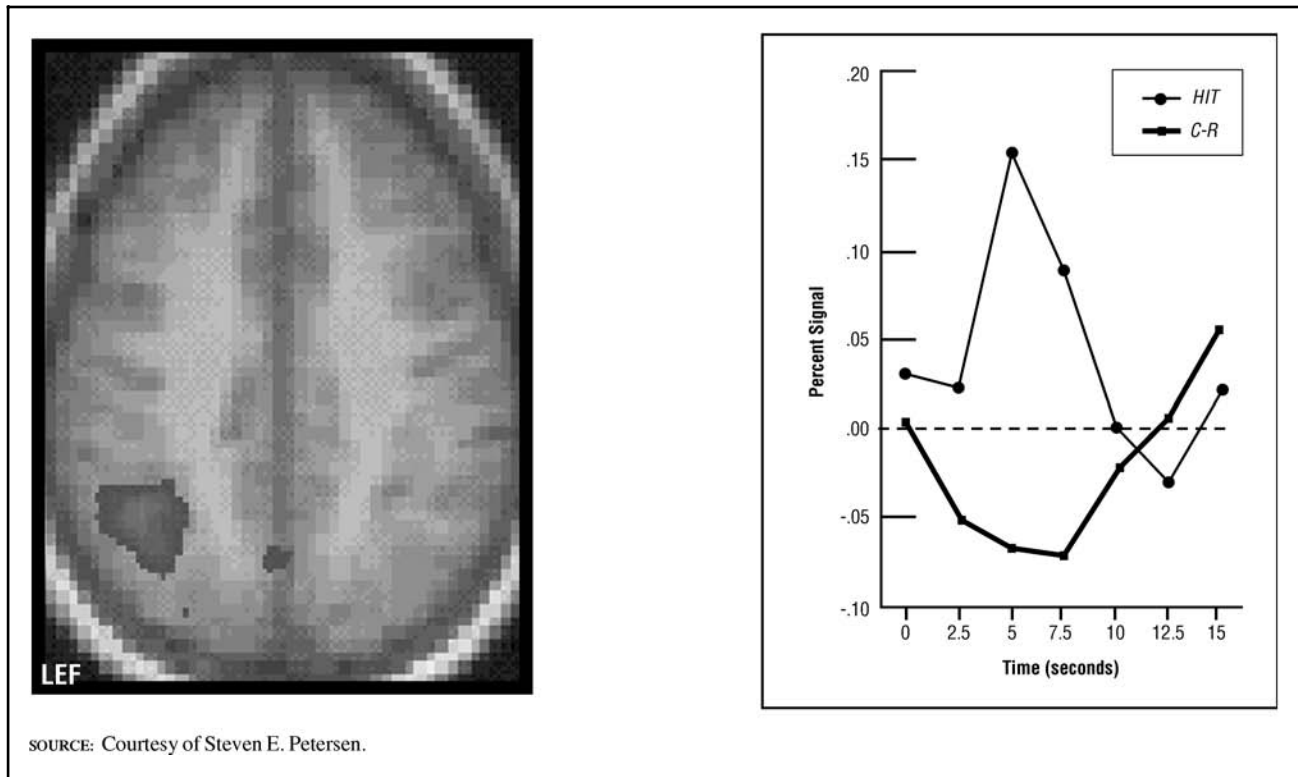 LEF
.20
.15
.10
.05
.00
-.05
-.10
Percent Signal
HIT
C-R
0 2.5 5 7.5 10 12.5 15
Time (seconds)
SOURCE: Courtesy of Steven E. Petersen.